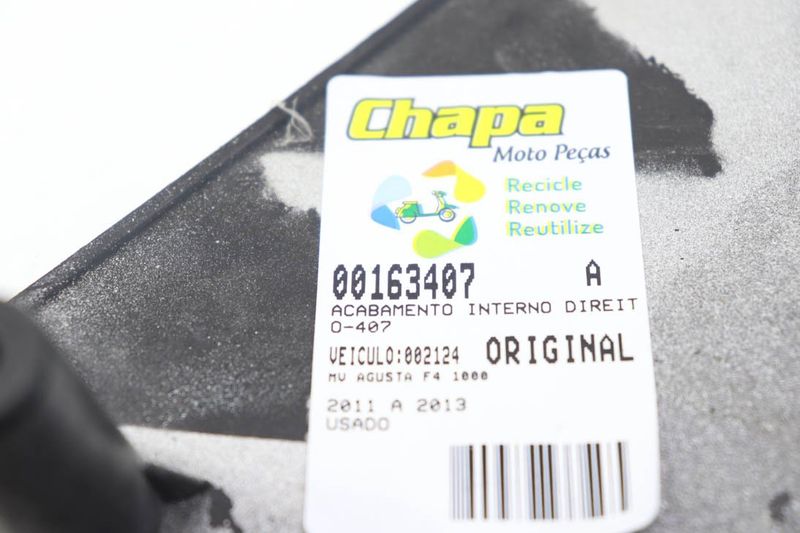 Chapa
Moto Peças
Recicle
Renove
Reutilize
00163407 A
ACABAMENTO INTERNO DIREIT
O-407
VEICULO:002124 ORIGINAL
MV AGUSTA F4 1000
2011 A 2013
USADO